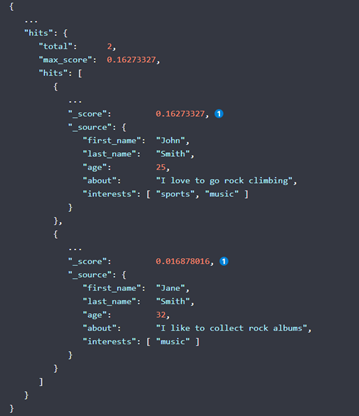 {
...
"hits": {
"total": 2,
"max_score": 0.16273327,
"hits": [
{
...
"_score": 0.16273327, 1
"_source": {
"first_name": "John",
"last_name": "Smith",
"age": 25,
"about": "I love to go rock climbing",
"interests": [ "sports", "music" ]
}
},
{
...
"_score": 0.016878016, 1
"_source": {
"first_name": "Jane",
"last_name": "Smith",
"age": 32,
"about": "I like to collect rock albums",
"interests": [ "music" ]
}
}
]
}
}